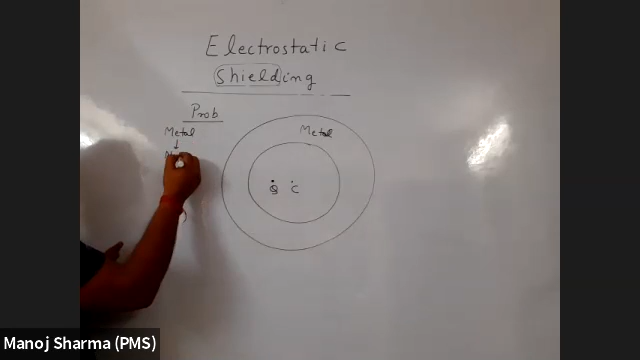 Electrostatic
Shielding
Prob
Metal
Metal
Q C
Manoj Sharma (PMS)